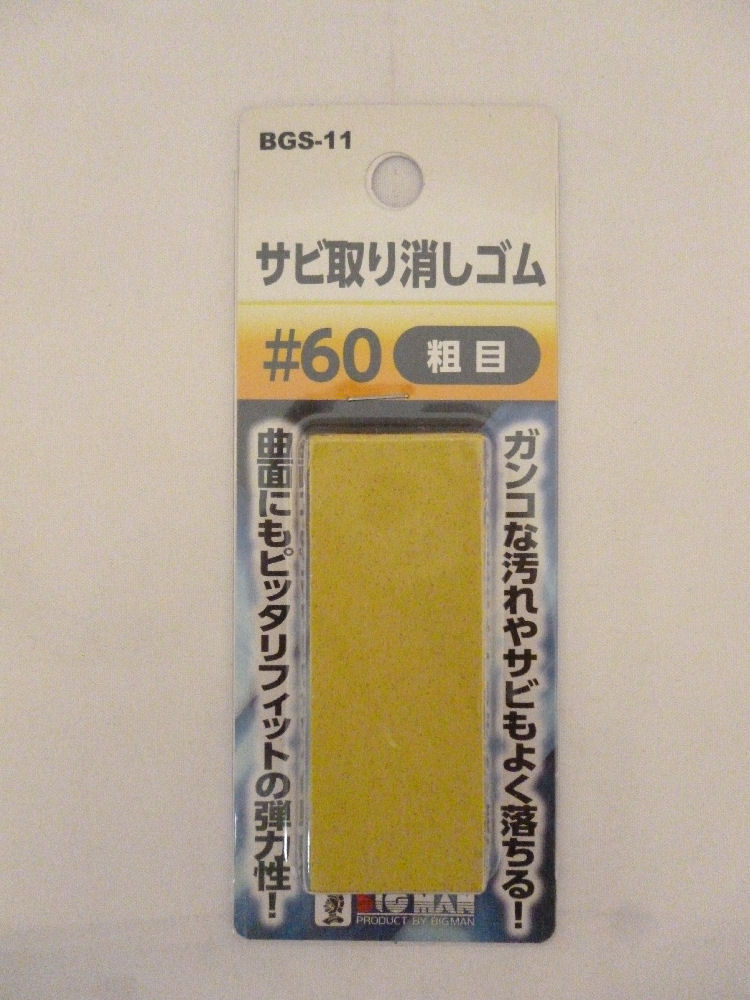 BGS-11
サビ取り消しゴム
#60 粗目
ガンコな汚れやサビもよく落ちる!
曲面にもピッタリフィットの弾力性!
BIG MAN
PRODUCT BY BIGMAN